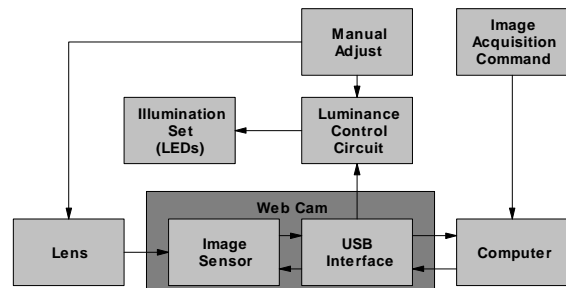 Manual
Adjust
Image
Acquisition
Command
Illumination
Set
(LEDs)
Luminance
Control
Circuit
Web Cam
Lens
Image
Sensor
USB
Interface
Computer